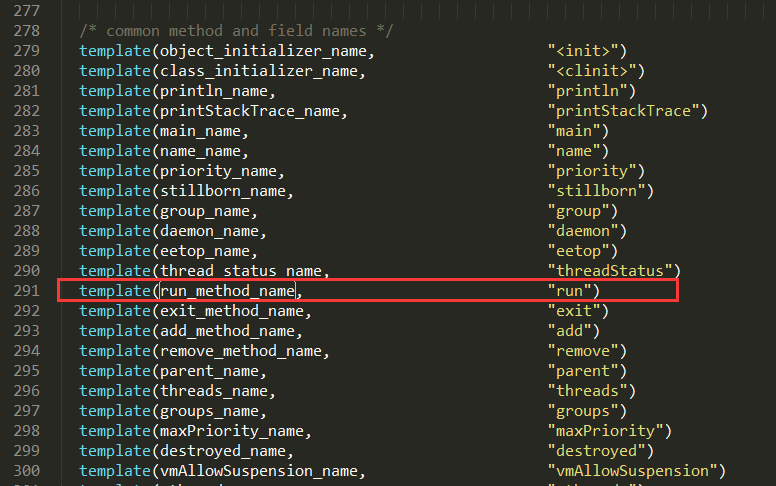 277
278 /* common method and field names */
279 template(object_initializer_name, "<init>")
280 template(class_initializer_name, "<clinit>")
281 template(println_name, "println")
282 template(printStackTrace_name, "printStackTrace")
283 template(main_name, "main")
284 template(name_name, "name")
285 template(priority_name, "priority")
286 template(stillborn_name, "stillborn")
287 template(group_name, "group")
288 template(daemon_name, "daemon")
289 template(eetop_name, "eetop")
290 template(thread_status_name, "threadStatus")
291 template(run_method_name, "run")
292 template(exit_method_name, "exit")
293 template(add_method_name, "add")
294 template(remove_method_name, "remove")
295 template(parent_name, "parent")
296 template(threads_name, "threads")
297 template(groups_name, "groups")
298 template(maxPriority_name, "maxPriority")
299 template(destroyed_name, "destroyed")
300 template(vmAllowSuspension_name, "vmAllowSuspension")